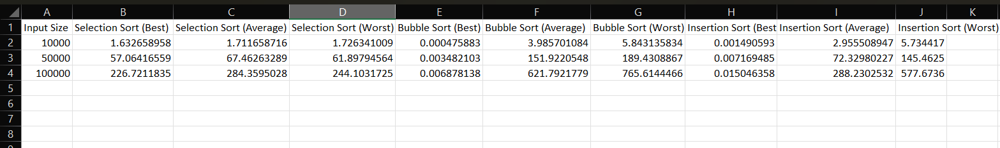 A B C D E F G H I J K
1 Input Size Selection Sort (Best) Selection Sort (Average) Selection Sort (Worst) Bubble Sort (Best) Bubble Sort (Average) Bubble Sort (Worst) Insertion Sort (Best Insertion Sort (Average) Insertion Sort (Worst)
2 10000 1.632658958 1.711658716 1.726341009 0.000475883 3.985701084 5.843135834 0.001490593 2.955508947 5.734417
3 50000 57.06416559 67.46263289 61.89794564 0.003482103 151.9220548 189.4308867 0.007169485 72.32980227 145.4625
4 100000 226.7211835 284.3595028 244.1031725 0.006878138 621.7921779 765.6144466 0.015046358 288.2302532 577.6736
5
6
7
8